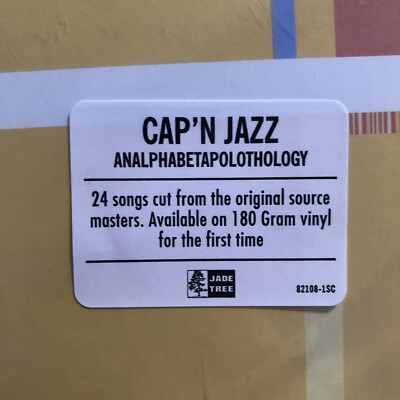 CAP'N JAZZ
ANALPHABETAPOLOTHOLOGY
24 songs cut from the original source
masters. Available on 180 Gram vinyl
for the first time
JADE
TREE
82108-1SC